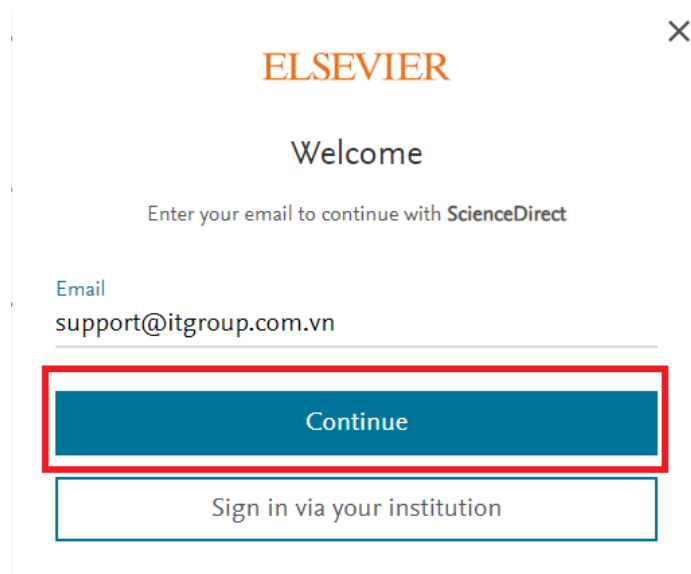 ELSEVIER
Welcome
Enter your email to continue with ScienceDirect
Email
support@itgroup.com.vn
Continue
Sign in via your institution